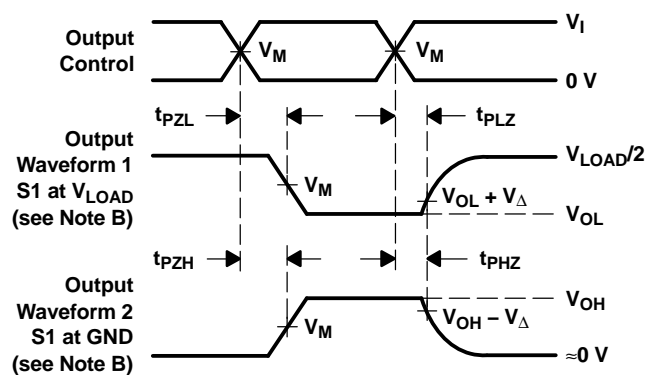 Output
Control
V_M
V_M
V_I
0 V
t_PZL
t_PLZ
Output
Waveform 1
S1 at V_LOAD
(see Note B)
V_M
V_LOAD/2
V_OL + V_Δ
V_OL
t_PZH
t_PHZ
Output
Waveform 2
S1 at GND
(see Note B)
V_M
V_OH
V_OH − V_Δ
≈0 V